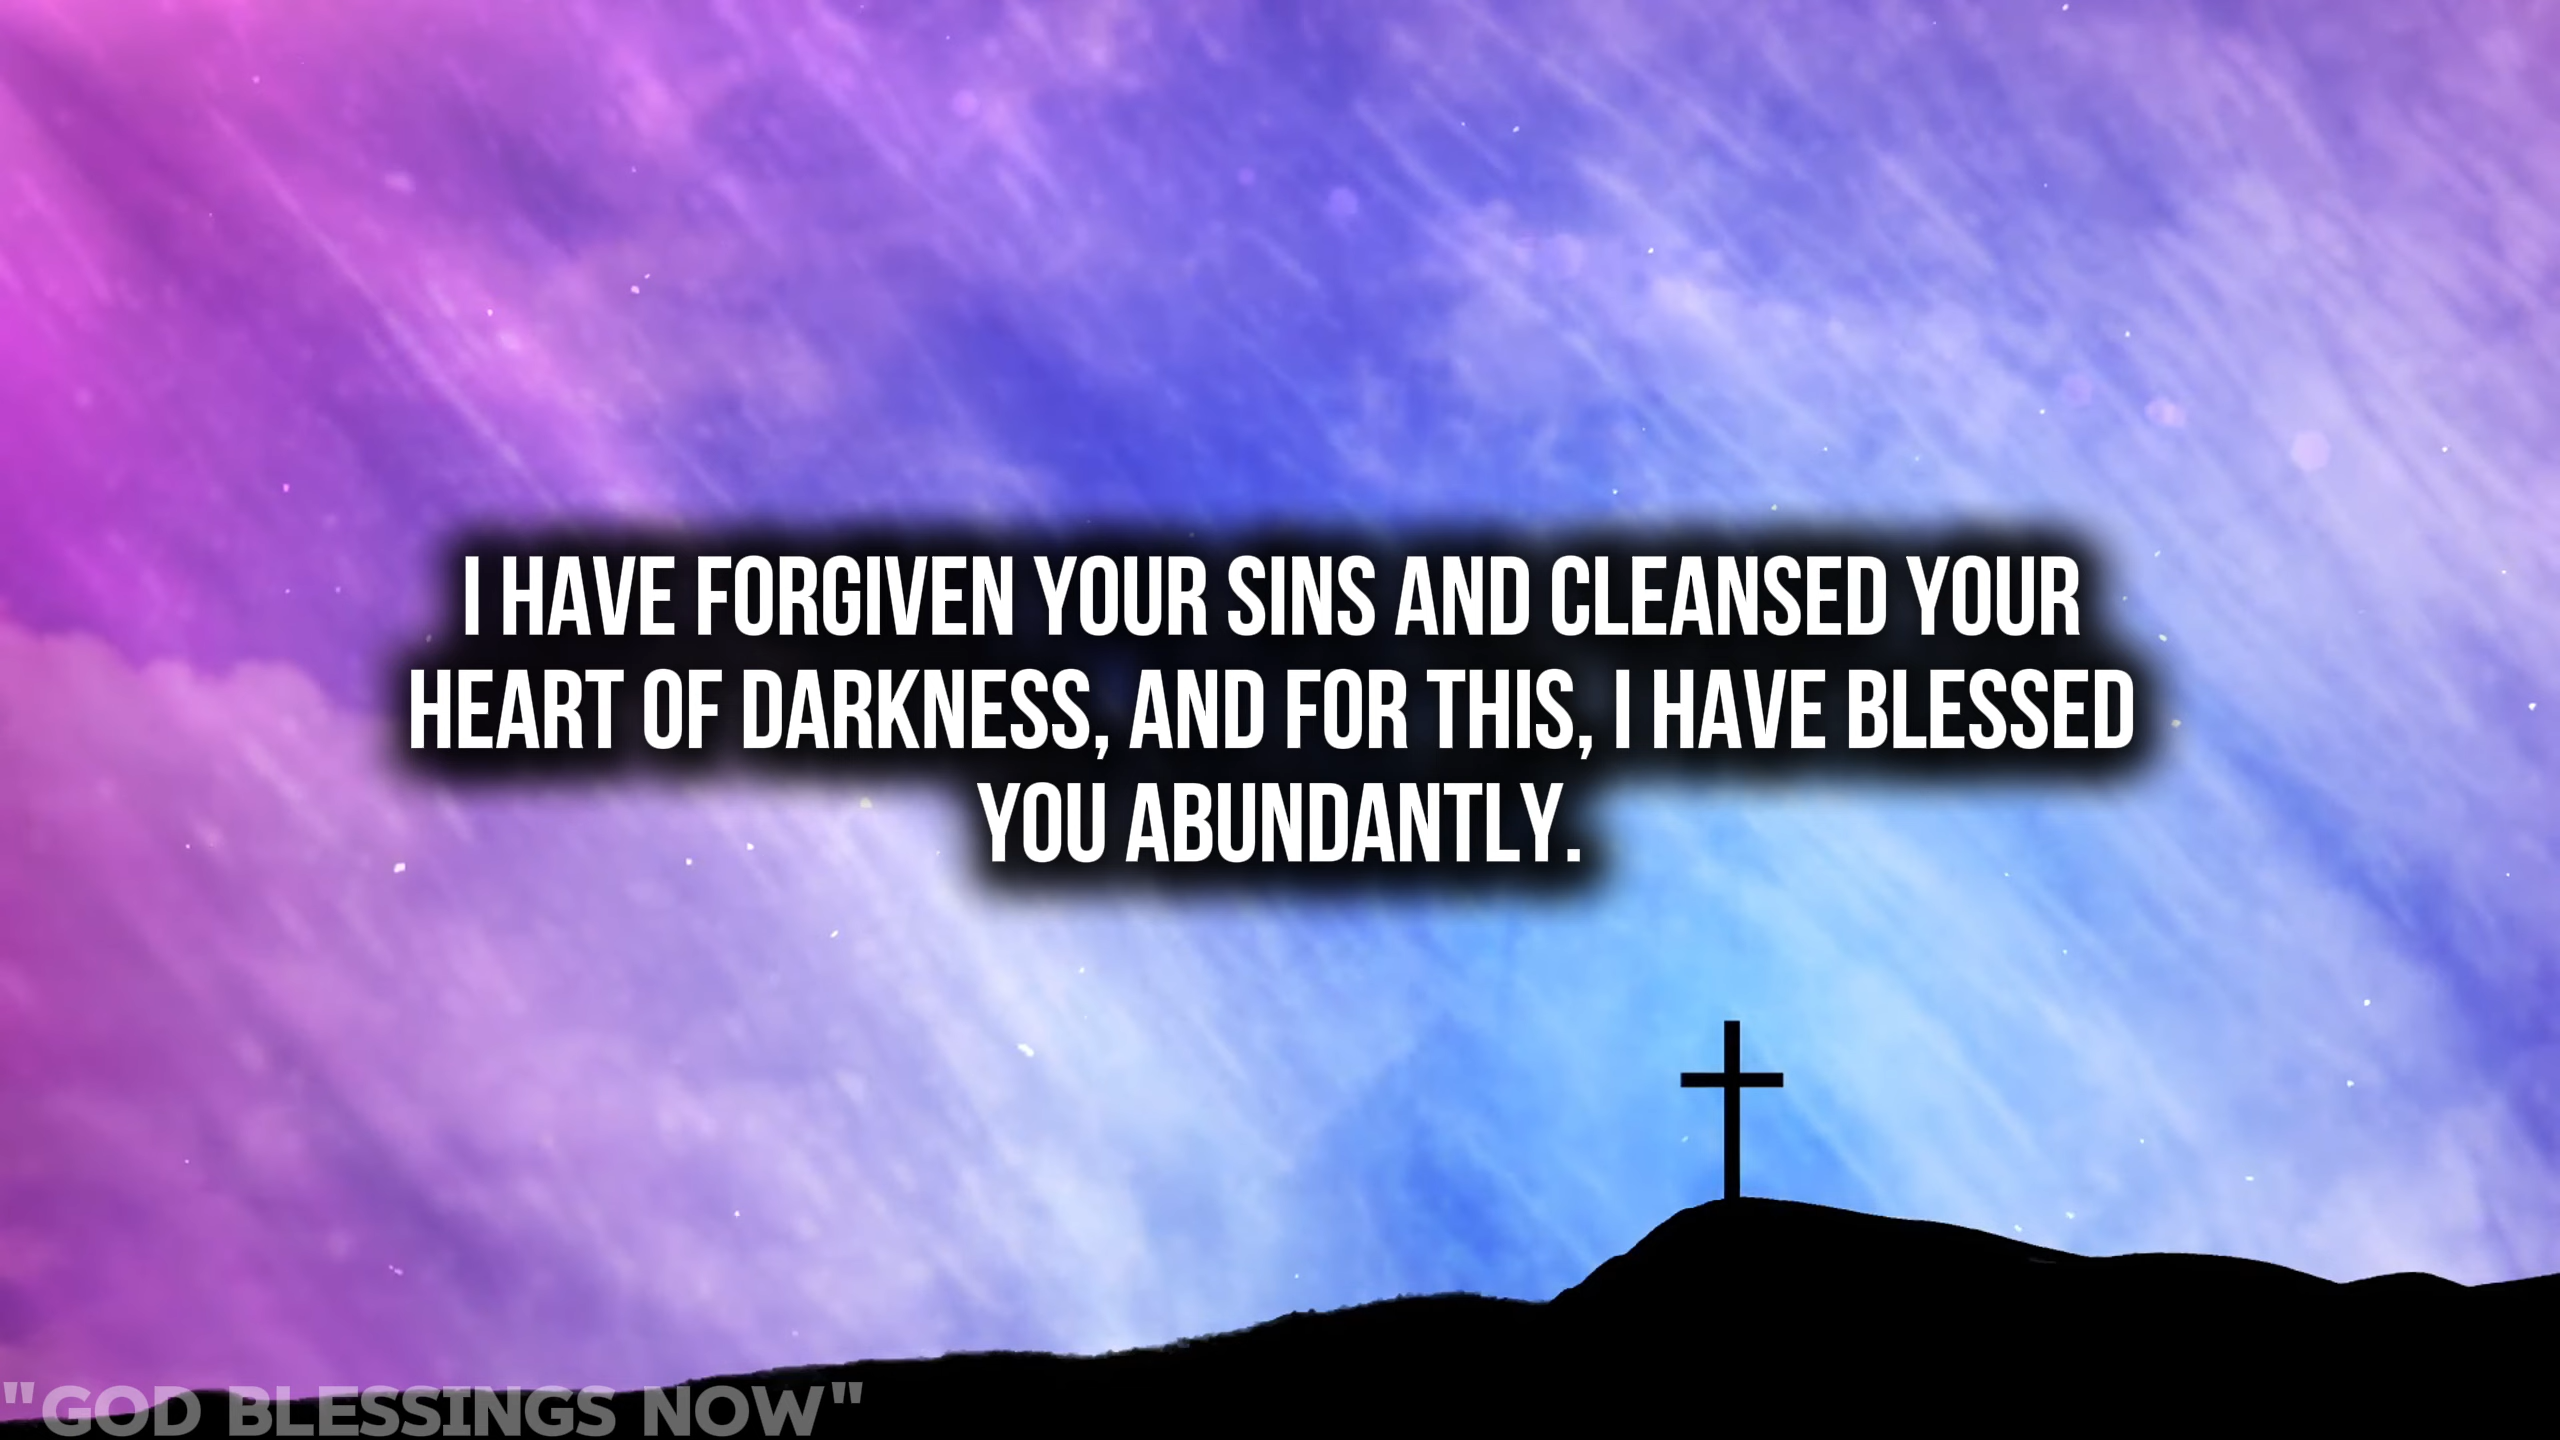 I HAVE FORGIVEN YOUR SINS AND CLEANSED YOUR
HEART OF DARKNESS, AND FOR THIS, I HAVE BLESSED
YOU ABUNDANTLY.
"GOD BLESSINGS NOW"